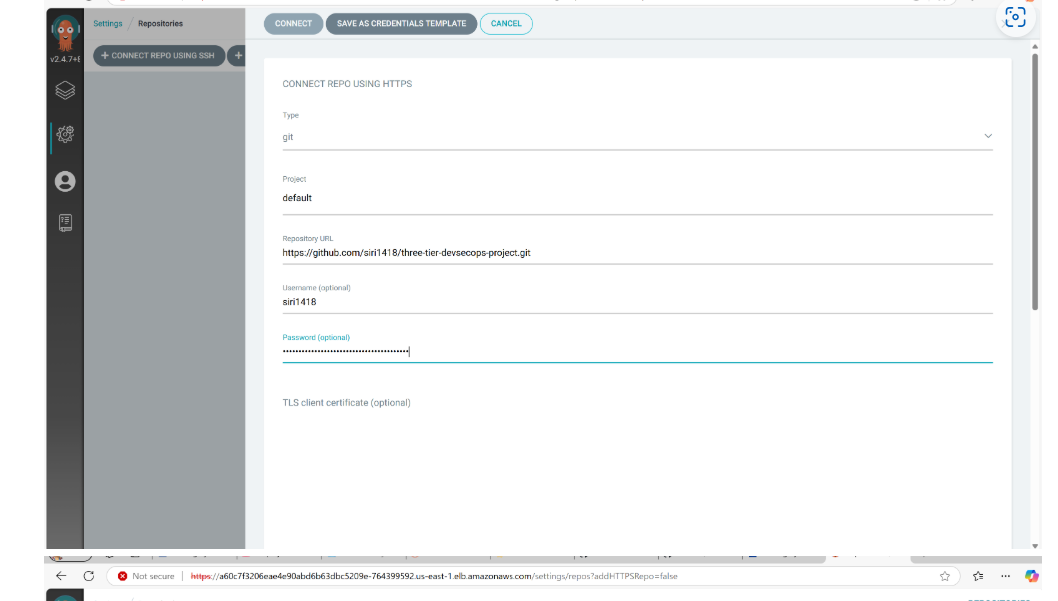 Settings / Repositories
CONNECT
SAVE AS CREDENTIALS TEMPLATE
CANCEL
v2.4.7+
+ CONNECT REPO USING SSH
+
CONNECT REPO USING HTTPS
Type
git
Project
default
Repository URL
https://github.com/siri1418/three-tier-devsecops-project.git
Username (optional)
siri1418
Password (optional)
TLS client certificate (optional)
Not secure | https://a60c7f3206eae4e90abd6b63dbc5209e-764399592.us-east-1.elb.amazonaws.com/settings/repos?addHTTPSRepo=false